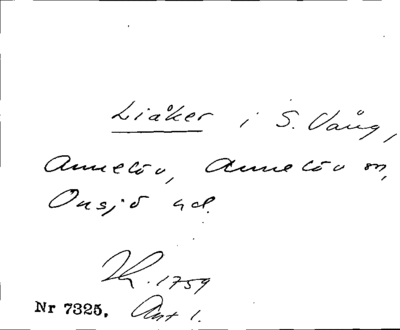 Liåker i S. Vång,
Annelöv, Annelöv sn,
Onsjö hd.
1759
Nr 7325. Akt 1.